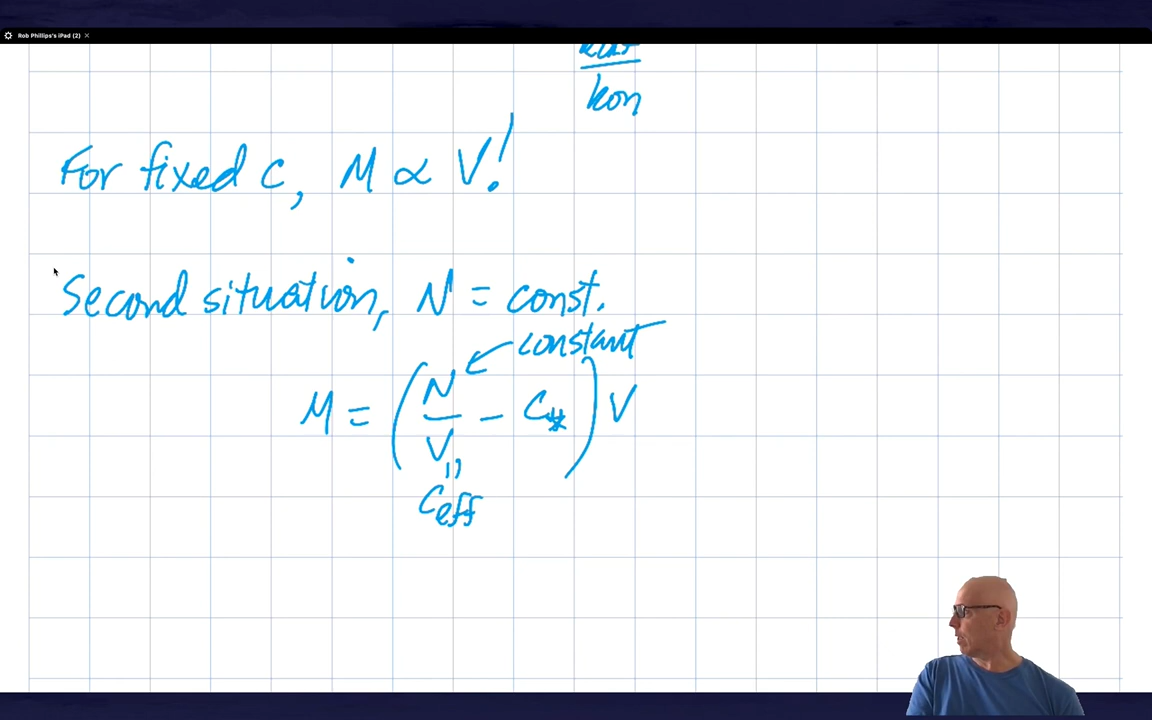 Rob Phillips's iPad (2) ×
kon
For fixed c, M ∝ V!
Second situation, N = const.
constant
M = (N/V − C*) V
Ceff